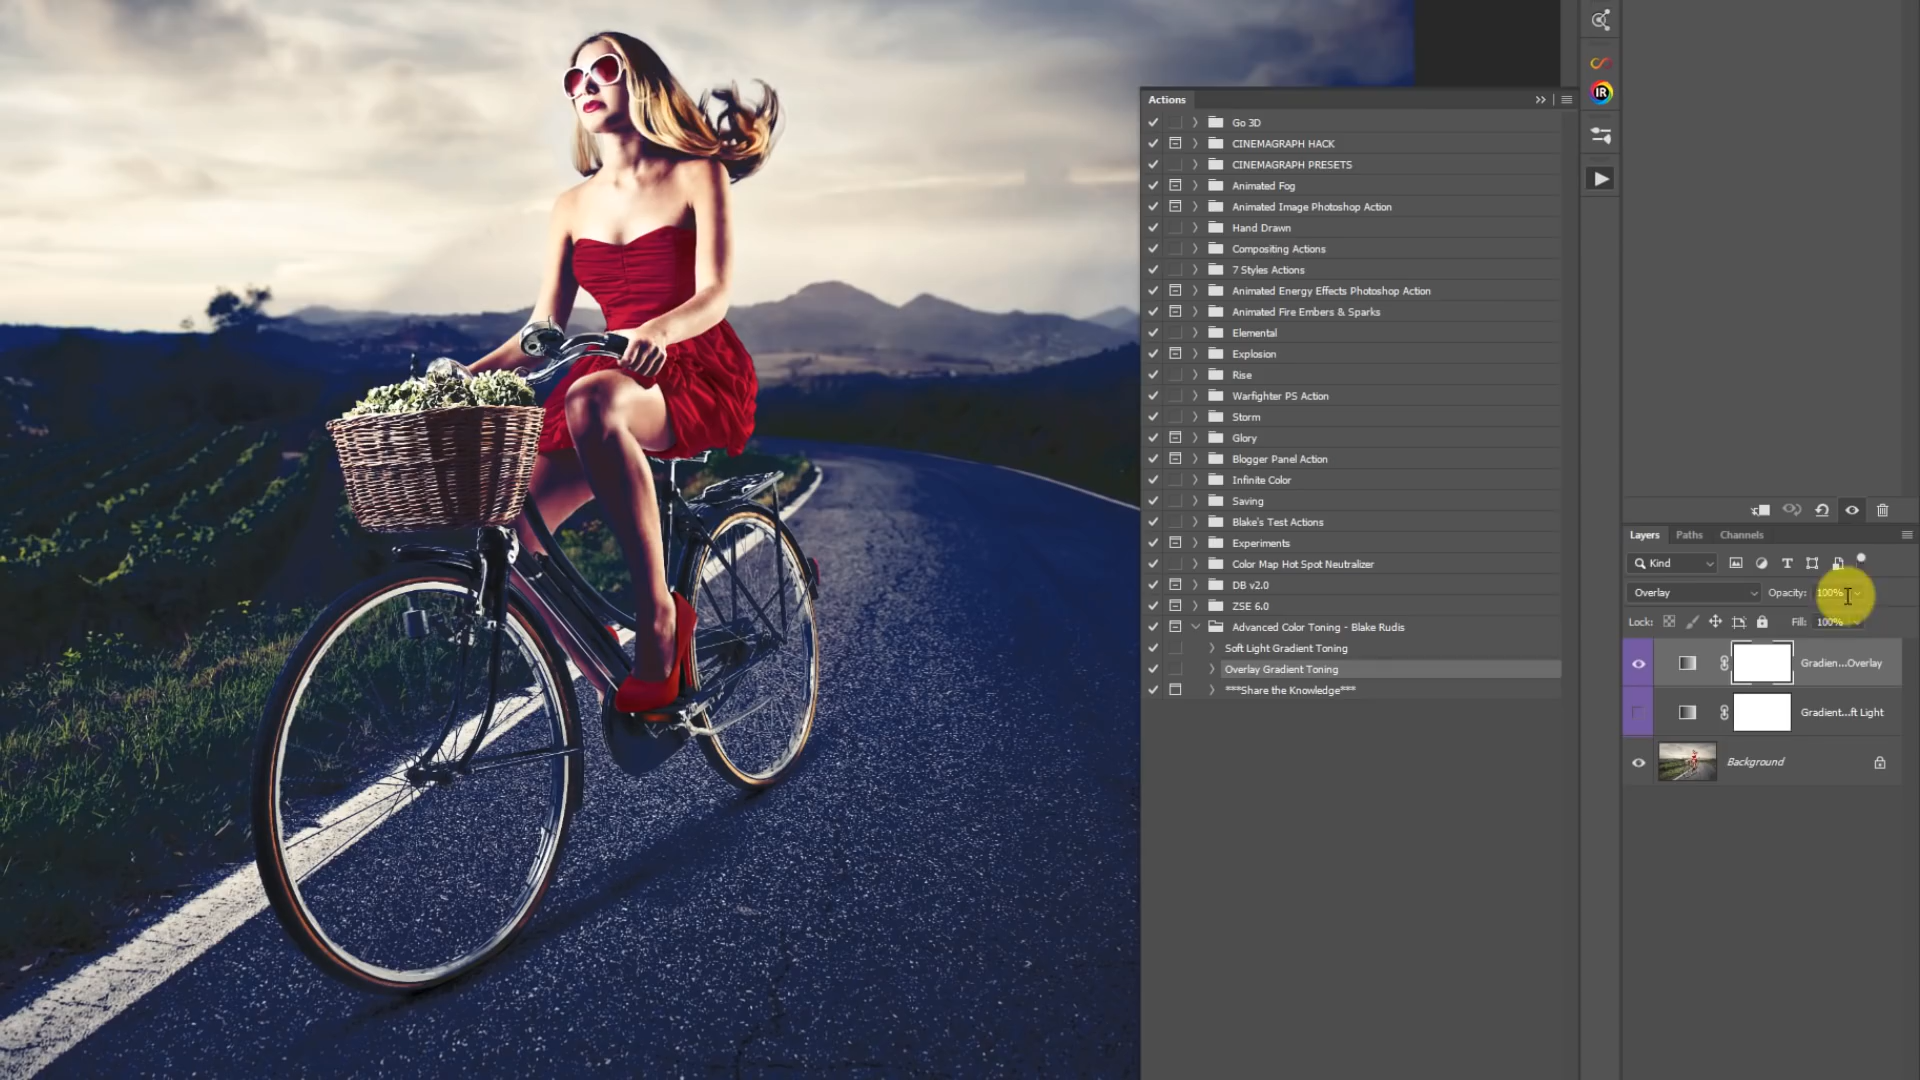 Actions
Go 3D
CINEMAGRAPH HACK
CINEMAGRAPH PRESETS
Animated Fog
Animated Image Photoshop Action
Hand Drawn
Compositing Actions
7 Styles Actions
Animated Energy Effects Photoshop Action
Animated Fire Embers & Sparks
Elemental
Explosion
Rise
Warfighter PS Action
Storm
Glory
Blogger Panel Action
Infinite Color
Saving
Blake's Test Actions
Experiments
Color Map Hot Spot Neutralizer
DB v2.0
ZSE 6.0
Advanced Color Toning - Blake Rudis
Soft Light Gradient Toning
Overlay Gradient Toning
***Share the Knowledge***
IR
Layers Paths Channels
Kind
Overlay Opacity: 100%
Lock: Fill: 100%
Gradien...Overlay
Gradient...ft Light
Background